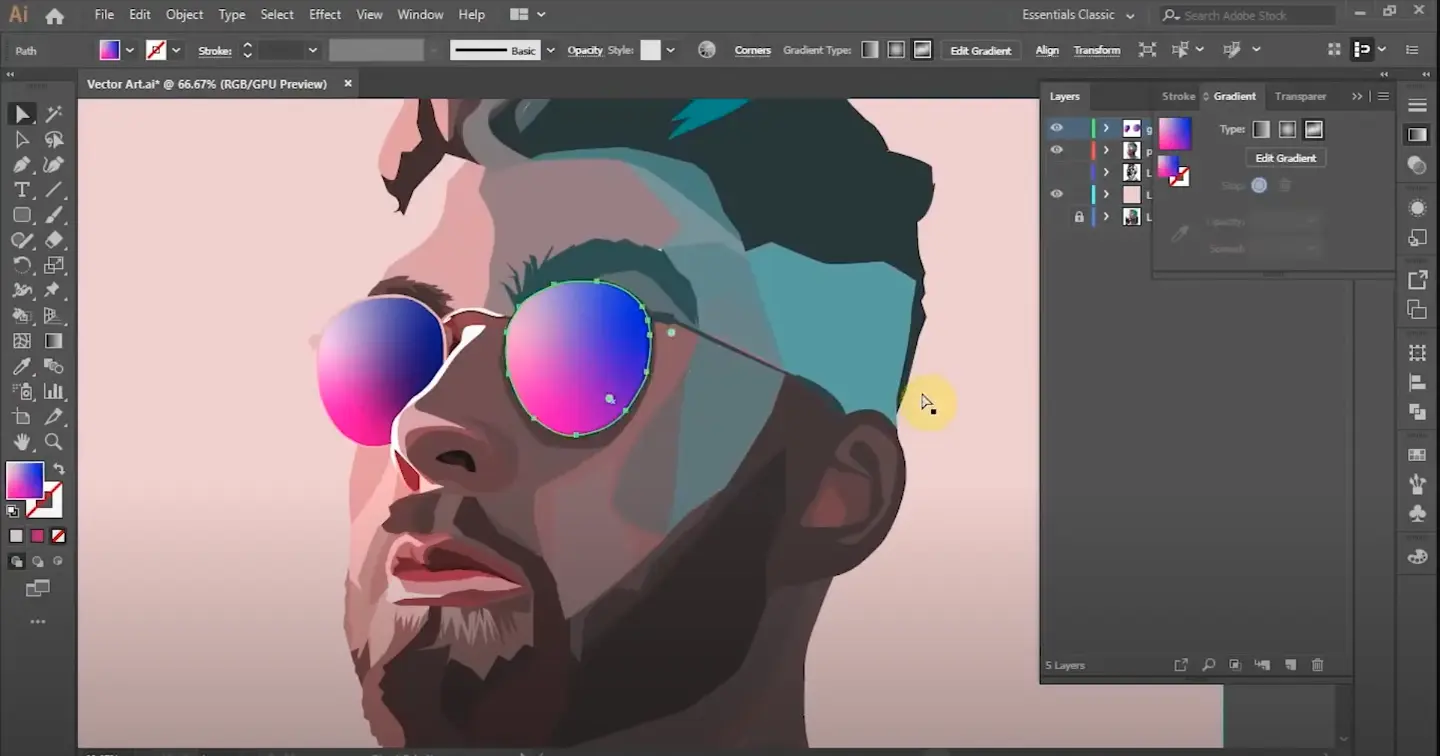 Ai File Edit Object Type Select Effect View Window Help Essentials Classic Search Adobe Stock
Path Stroke: Basic Opacity Style: Corners Gradient Type: Edit Gradient Align Transform
Vector Art.ai* @ 66.67% (RGB/GPU Preview) ×
Layers Stroke Gradient Transparer
Type:
Edit Gradient
Stop:
Opacity:
5 Layers